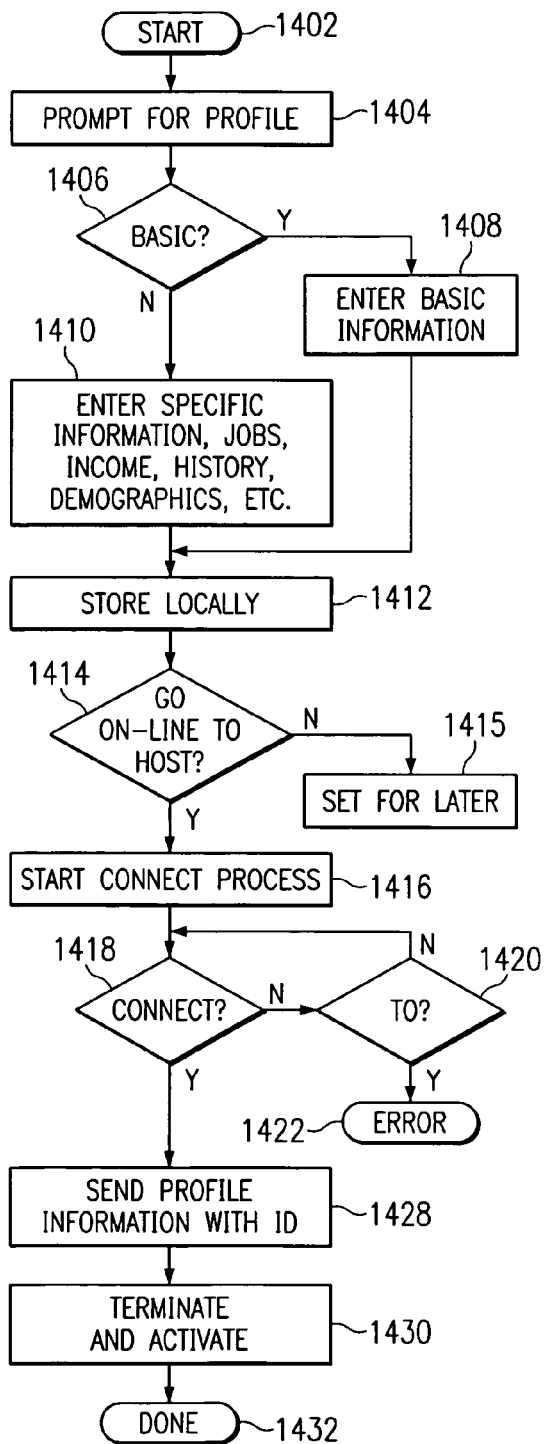 START 1402
PROMPT FOR PROFILE 1404
1406
BASIC?
Y
N
1408
ENTER BASIC
INFORMATION
1410
ENTER SPECIFIC
INFORMATION, JOBS,
INCOME, HISTORY,
DEMOGRAPHICS, ETC.
STORE LOCALLY 1412
1414
GO
ON-LINE TO
HOST?
N
Y
1415
SET FOR LATER
START CONNECT PROCESS 1416
1418
CONNECT?
N
Y
1420
TO?
N
Y
1422 ERROR
SEND PROFILE
INFORMATION WITH ID 1428
TERMINATE
AND ACTIVATE 1430
DONE 1432